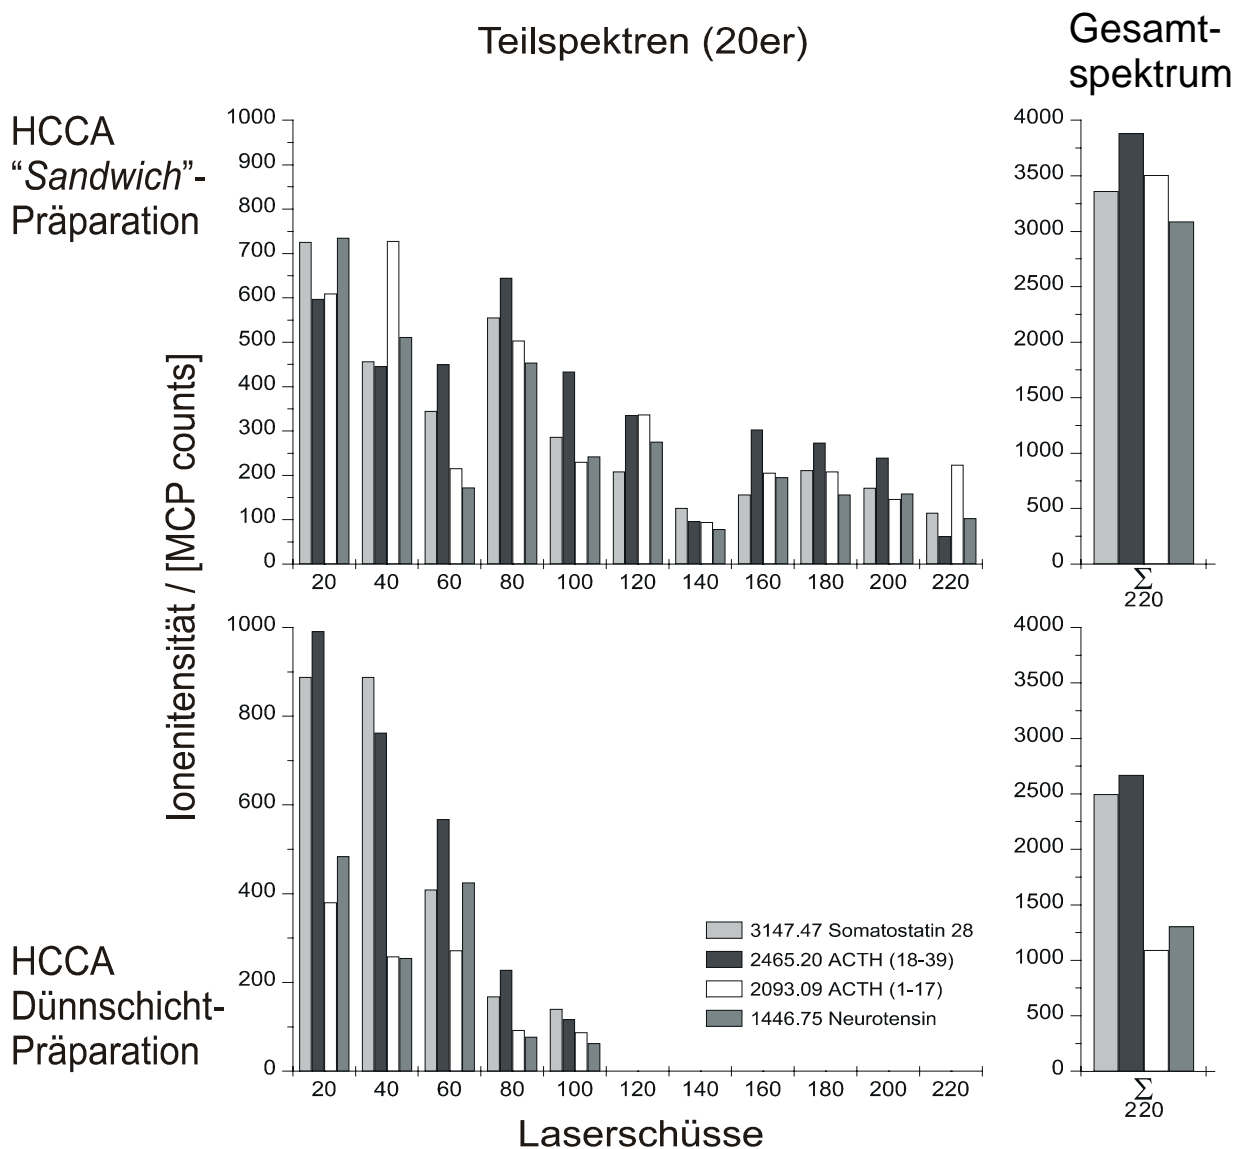 Teilspektren (20er)
Gesamt-
spektrum
HCCA
“Sandwich”-
Präparation
1000
900
800
700
600
500
400
300
200
100
0
20 40 60 80 100 120 140 160 180 200 220
4000
3500
3000
2500
2000
1500
1000
500
0
Σ
220
Ionenitensität / [MCP counts]
HCCA
Dünnschicht-
Präparation
1000
800
600
400
200
0
20 40 60 80 100 120 140 160 180 200 220
3147.47 Somatostatin 28
2465.20 ACTH (18-39)
2093.09 ACTH (1-17)
1446.75 Neurotensin
4000
3500
3000
2500
2000
1500
1000
500
0
Σ
220
Laserschüsse